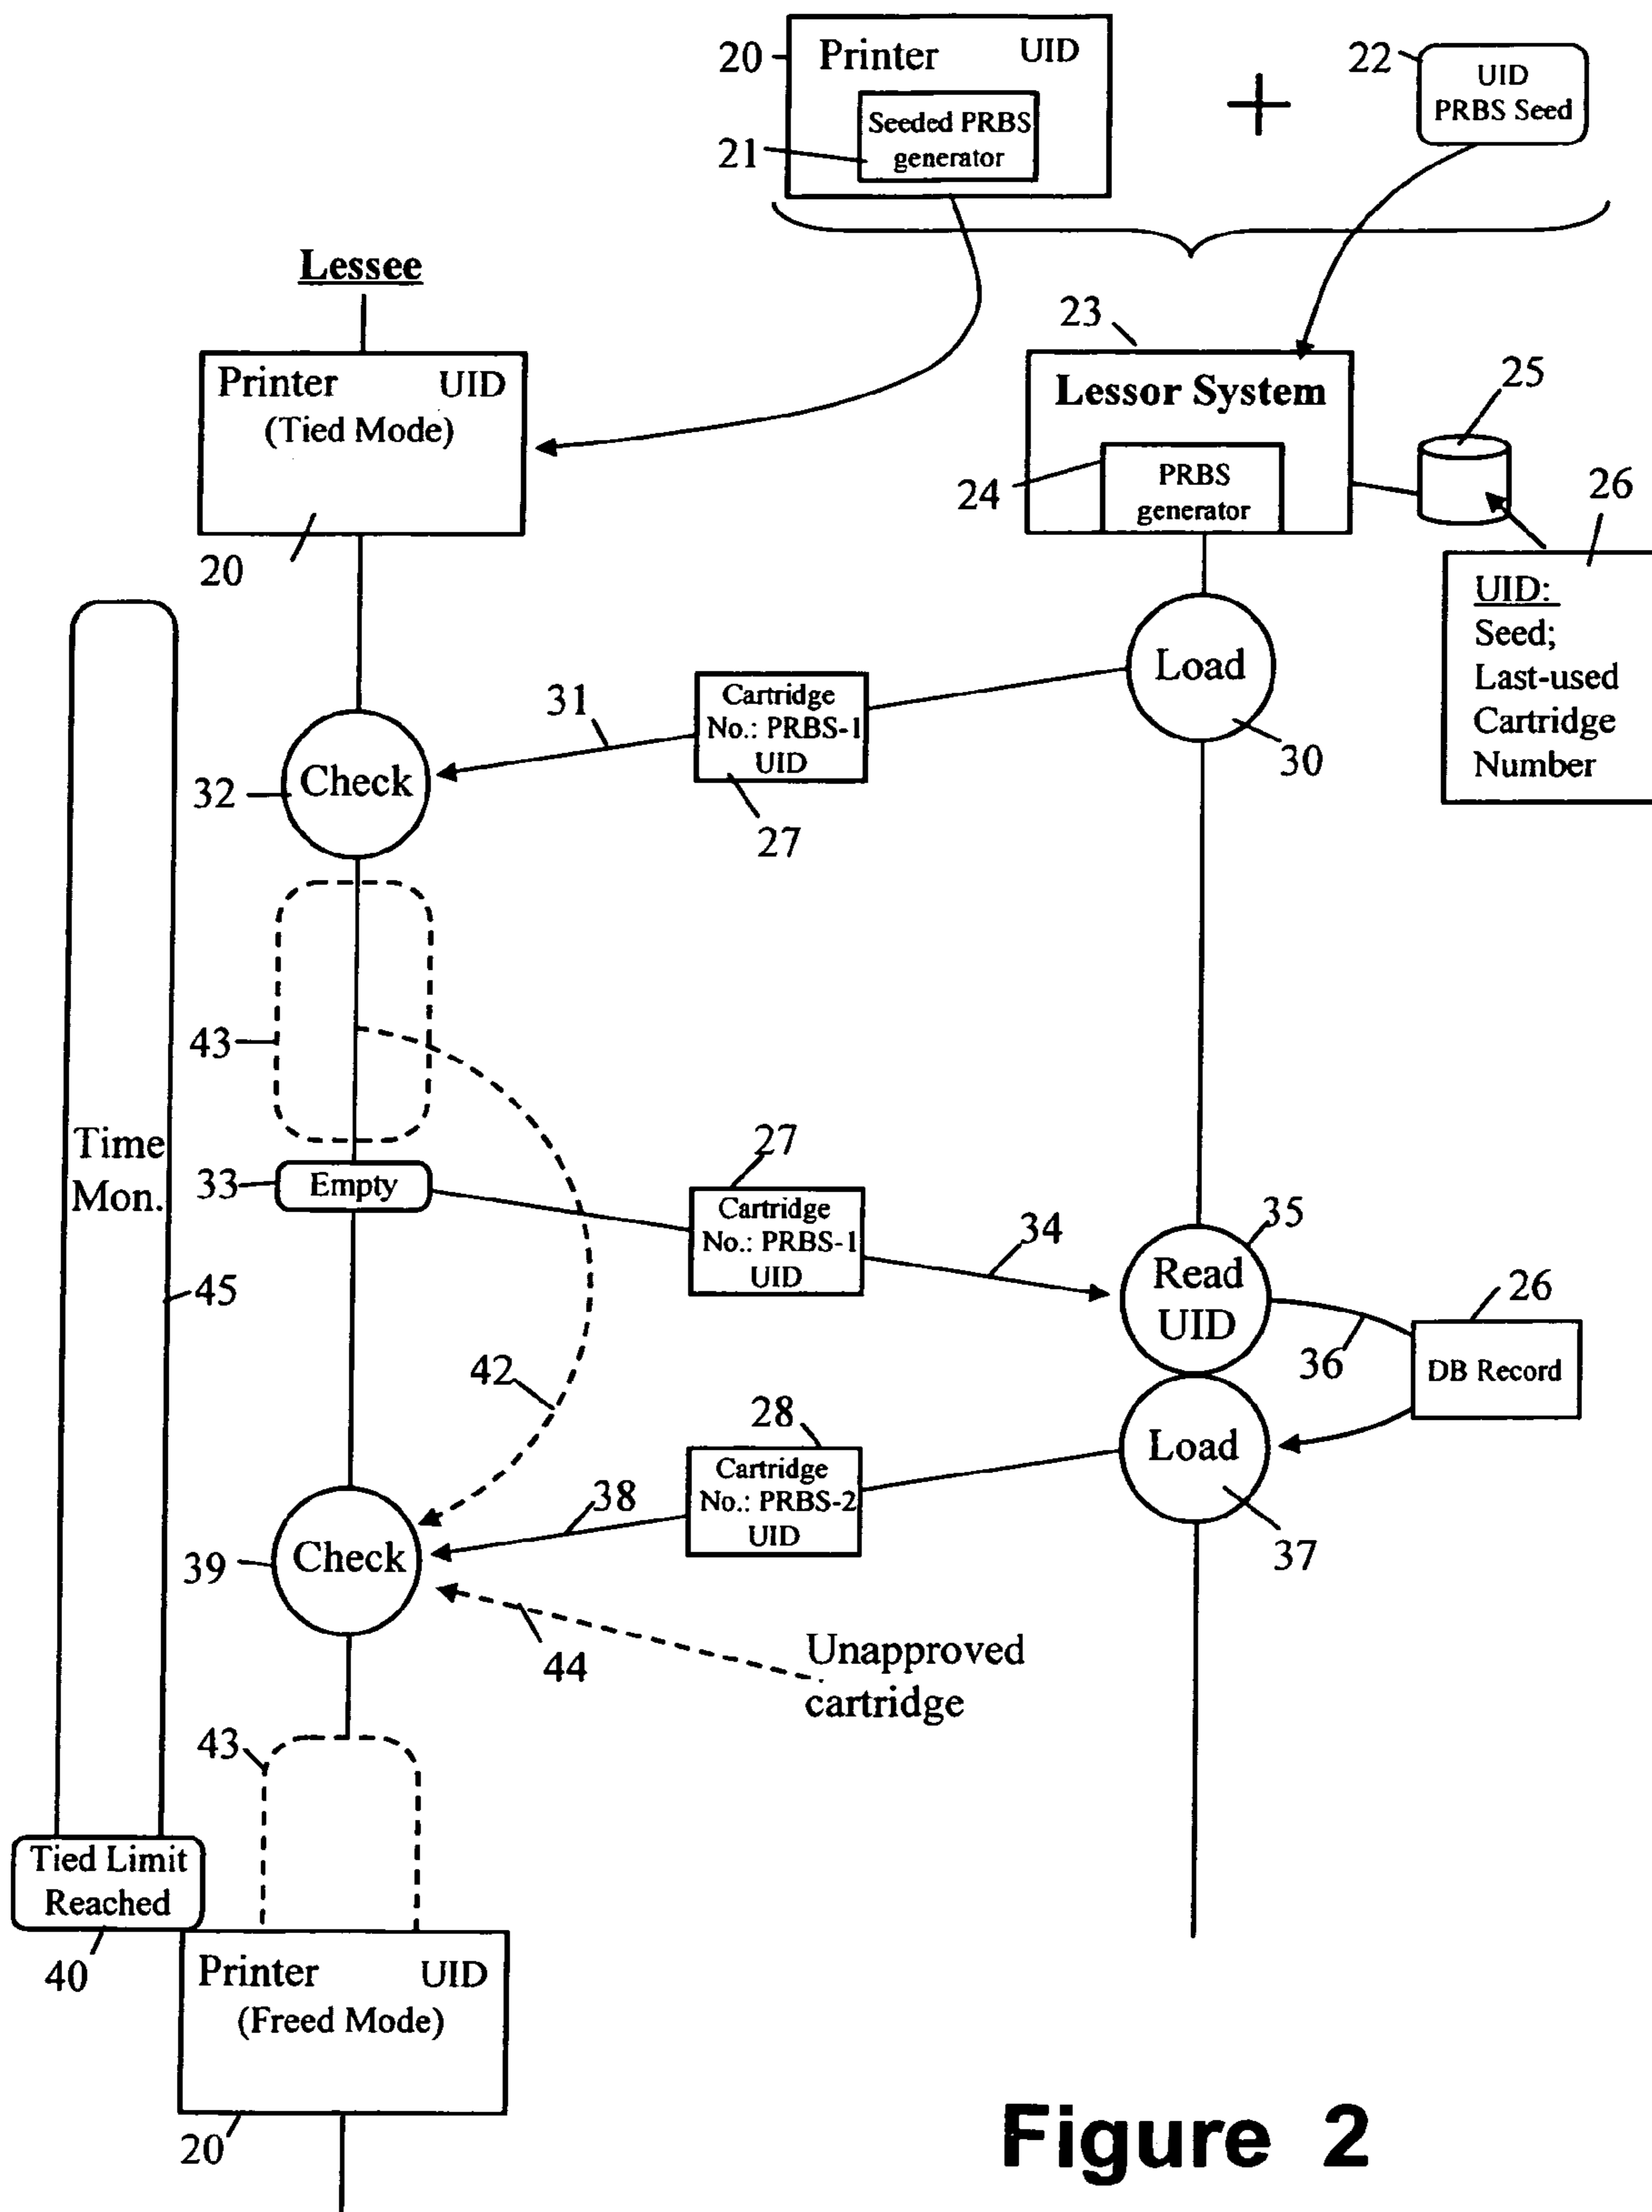 20
Printer UID
Seeded PRBS
generator
21
22
UID
PRBS Seed
Lessee
Printer UID
(Tied Mode)
20
23
Lessor System
24
PRBS
generator
25
26
UID:
Seed;
Last-used
Cartridge
Number
Load
30
31
Cartridge
No.: PRBS-1
UID
27
32
Check
43
Time
Mon.
45
33
Empty
27
Cartridge
No.: PRBS-1
UID
34
35
Read
UID
36
26
DB Record
42
28
Cartridge
No.: PRBS-2
UID
38
Load
37
39
Check
44
Unapproved
cartridge
43
Tied Limit
Reached
40
Printer UID
(Freed Mode)
20
Figure 2